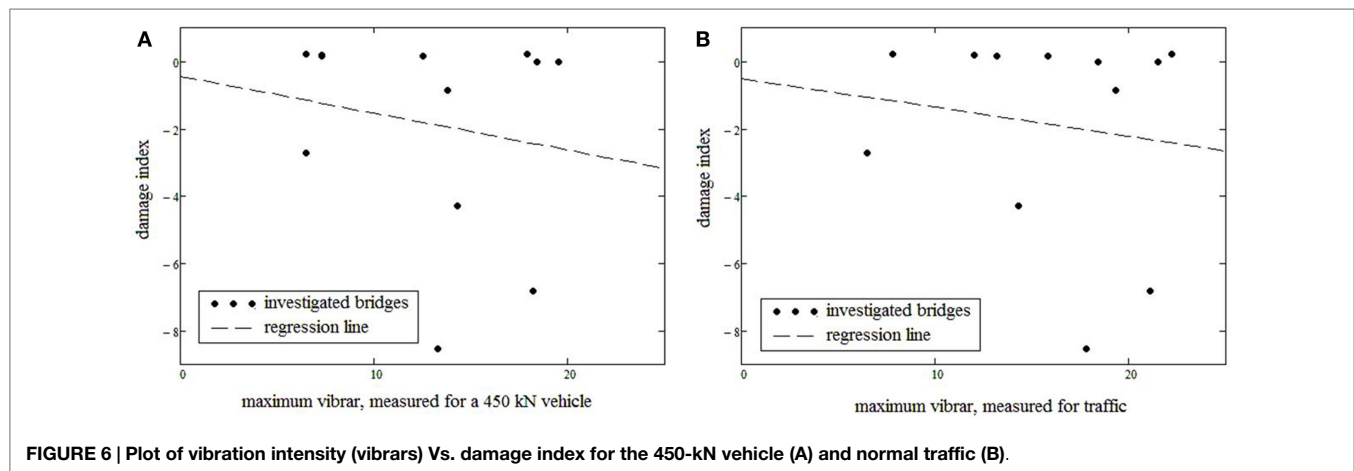 A
0
– 2
– 4
– 6
– 8
damage index
investigated bridges
regression line
0
10
20
maximum vibrar, measured for a 450 kN vehicle
B
0
– 2
– 4
– 6
– 8
damage index
investigated bridges
regression line
0
10
20
maximum vibrar, measured for traffic
FIGURE 6 | Plot of vibration intensity (vibrars) Vs. damage index for the 450-kN vehicle (A) and normal traffic (B).